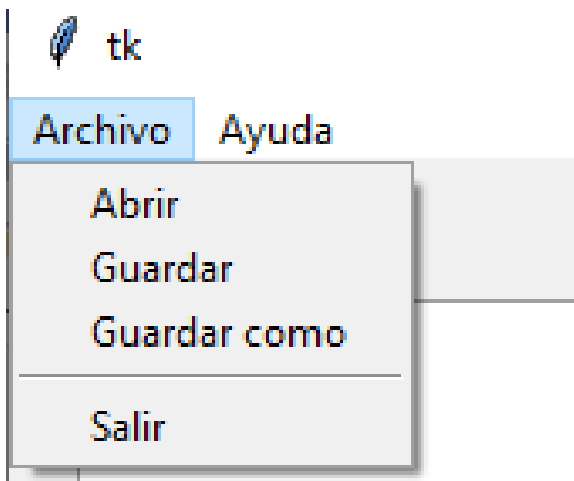 tk
Archivo Ayuda
Abrir
Guardar
Guardar como
Salir